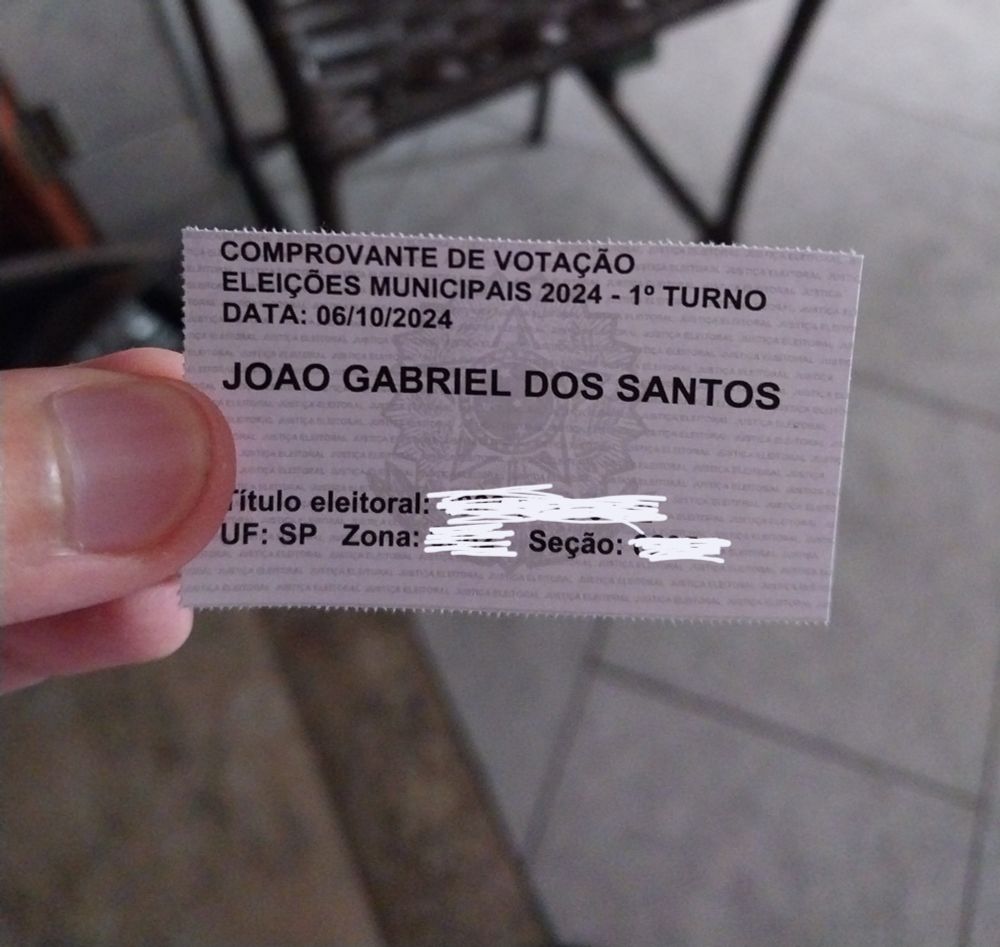 COMPROVANTE DE VOTAÇÃO
ELEIÇÕES MUNICIPAIS 2024 - 1º TURNO
DATA: 06/10/2024
JOAO GABRIEL DOS SANTOS
Título eleitoral:
UF: SP Zona: Seção: